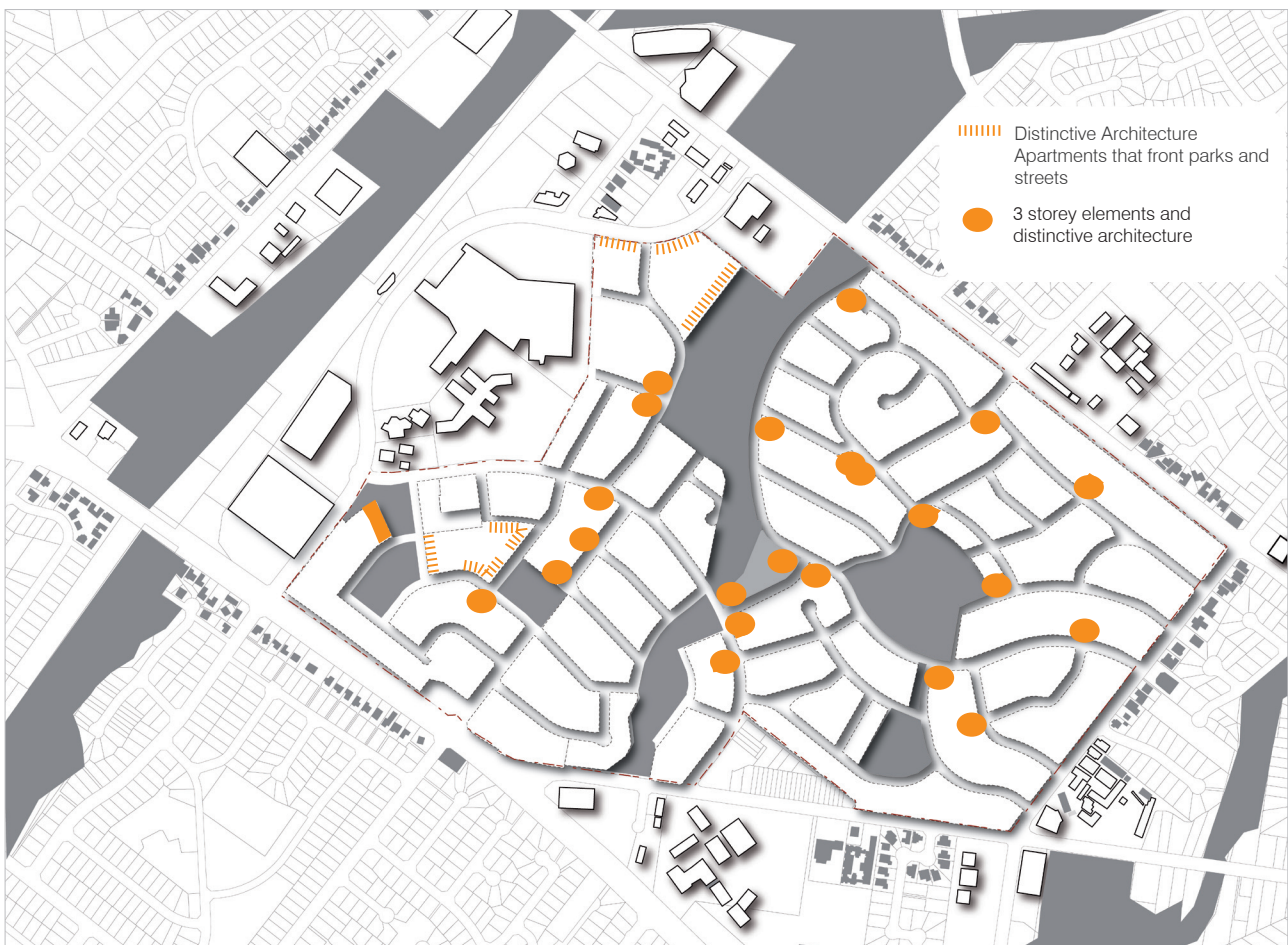 Distinctive Architecture
Apartments that front parks and
streets
3 storey elements and
distinctive architecture